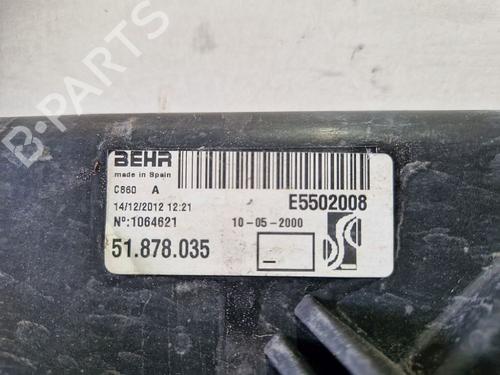 B-PARTS
BEHR
made in Spain
C860 A
14/12/2012 12:21
E5502008
Nº:1064621
10-05-2000
51.878.035